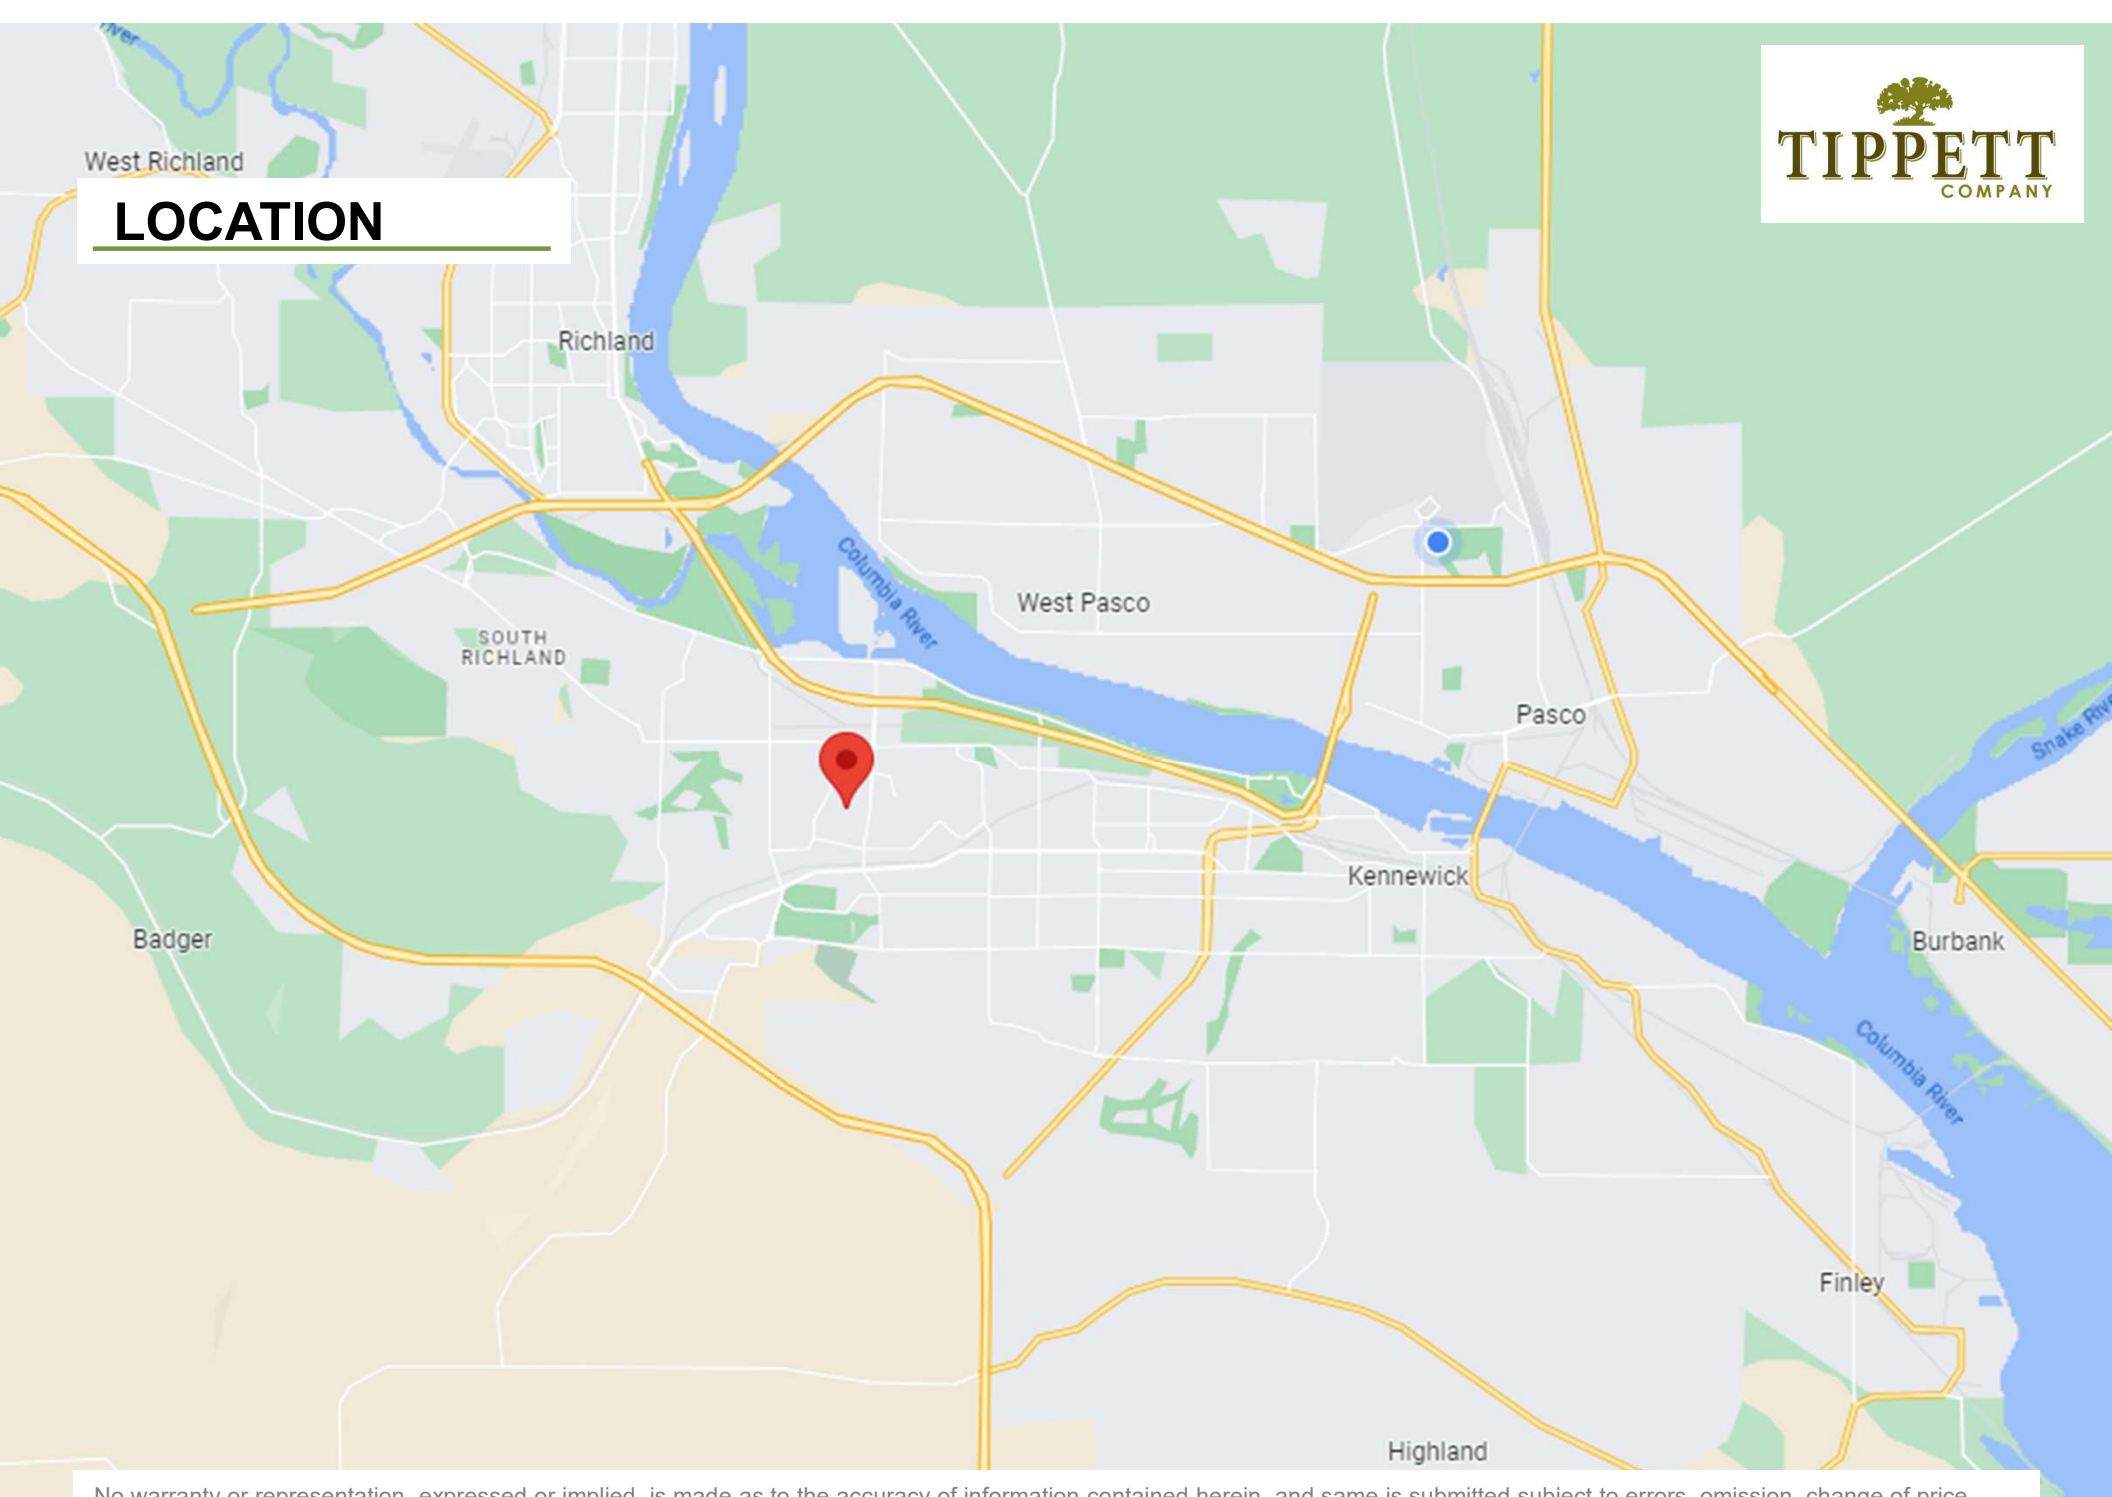 River
West Richland
TIPPETT
COMPANY
LOCATION
Richland
Columbia River
West Pasco
SOUTH
RICHLAND
Pasco
Snake River
Kennewick
Badger
Burbank
Columbia River
Finley
Highland
No warranty or representation, expressed or implied, is made as to the accuracy of information contained herein, and same is submitted subject to errors, omission, change of price,